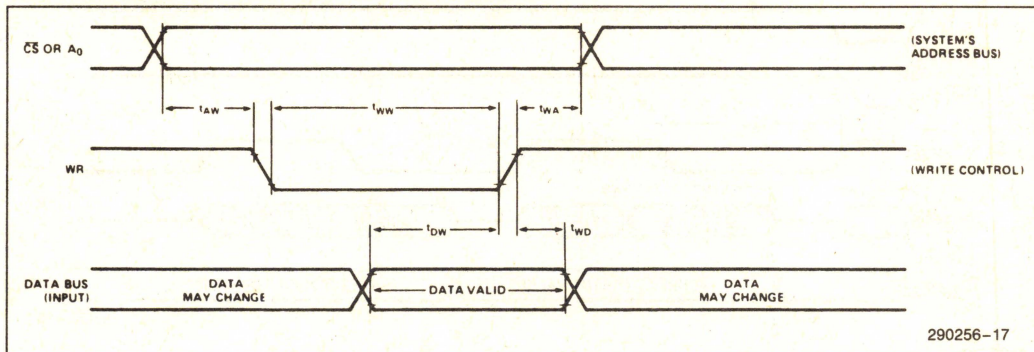 C̅S̅ OR A₀
(SYSTEM'S
ADDRESS BUS)
tAW
tWW
tWA
WR
(WRITE CONTROL)
tDW
tWD
DATA BUS
(INPUT)
DATA
MAY CHANGE
DATA VALID
DATA
MAY CHANGE
290256–17